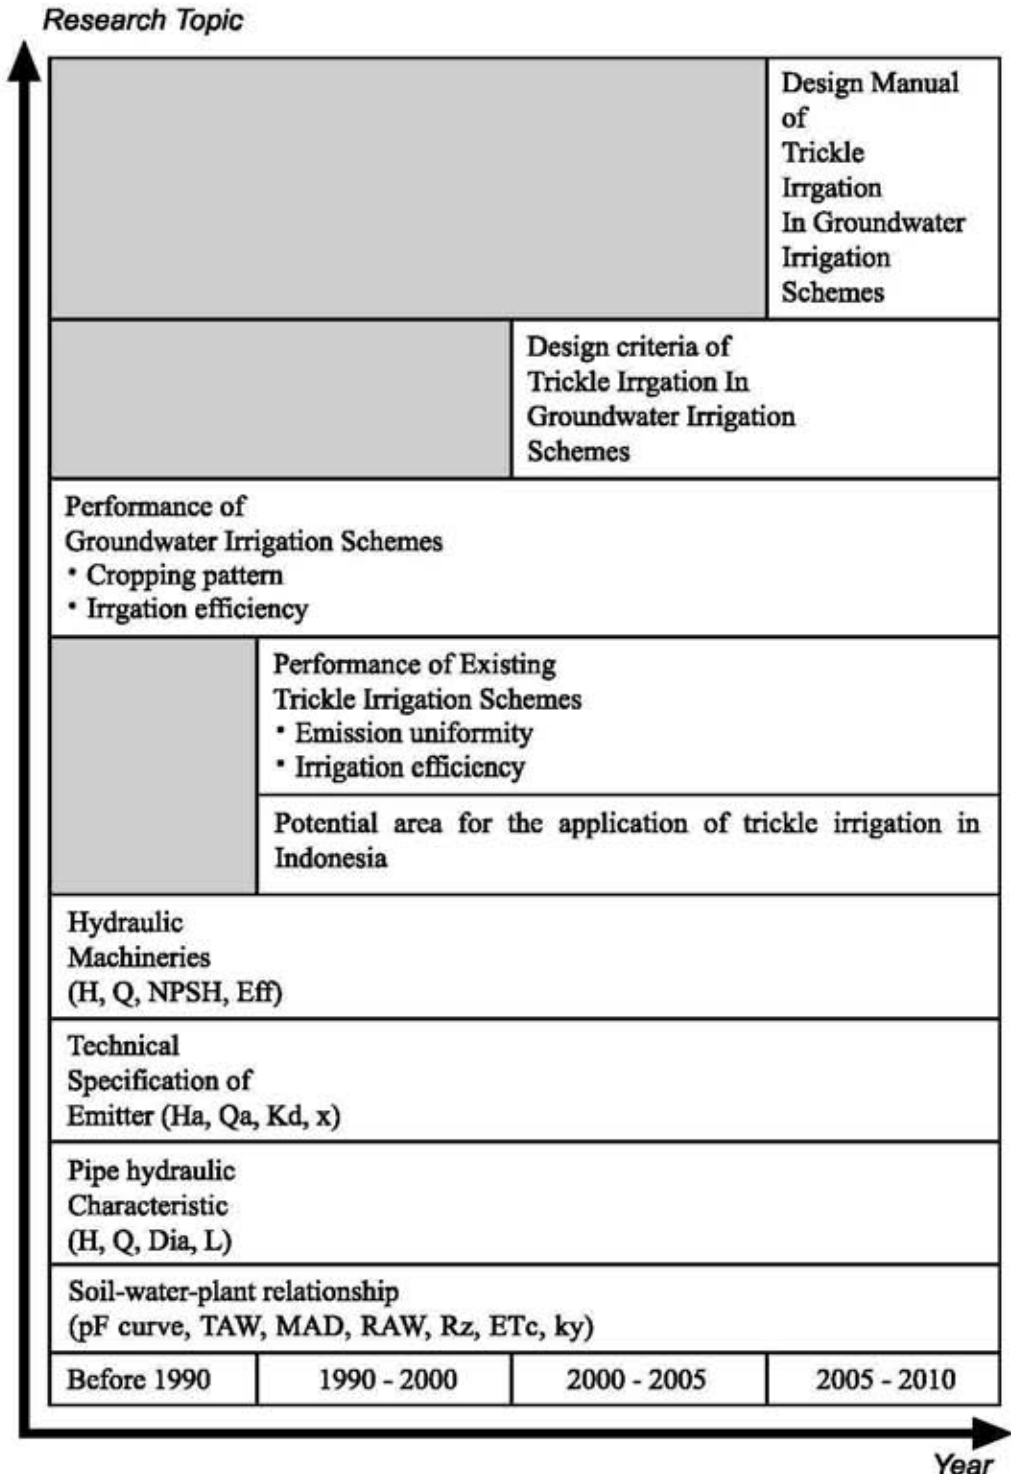 Research Topic
Design Manual
of
Trickle
Irrgation
In Groundwater
Irrigation
Schemes
Design criteria of
Trickle Irrgation In
Groundwater Irrigation
Schemes
Performance of
Groundwater Irrigation Schemes
• Cropping pattern
• Irrgation efficiency
Performance of Existing
Trickle Irrigation Schemes
• Emission uniformity
• Irrigation efficiency
Potential area for the application of trickle irrigation in
Indonesia
Hydraulic
Machineries
(H, Q, NPSH, Eff)
Technical
Specification of
Emitter (Ha, Qa, Kd, x)
Pipe hydraulic
Characteristic
(H, Q, Dia, L)
Soil-water-plant relationship
(pF curve, TAW, MAD, RAW, Rz, ETc, ky)
Before 1990 1990 - 2000 2000 - 2005 2005 - 2010
Year